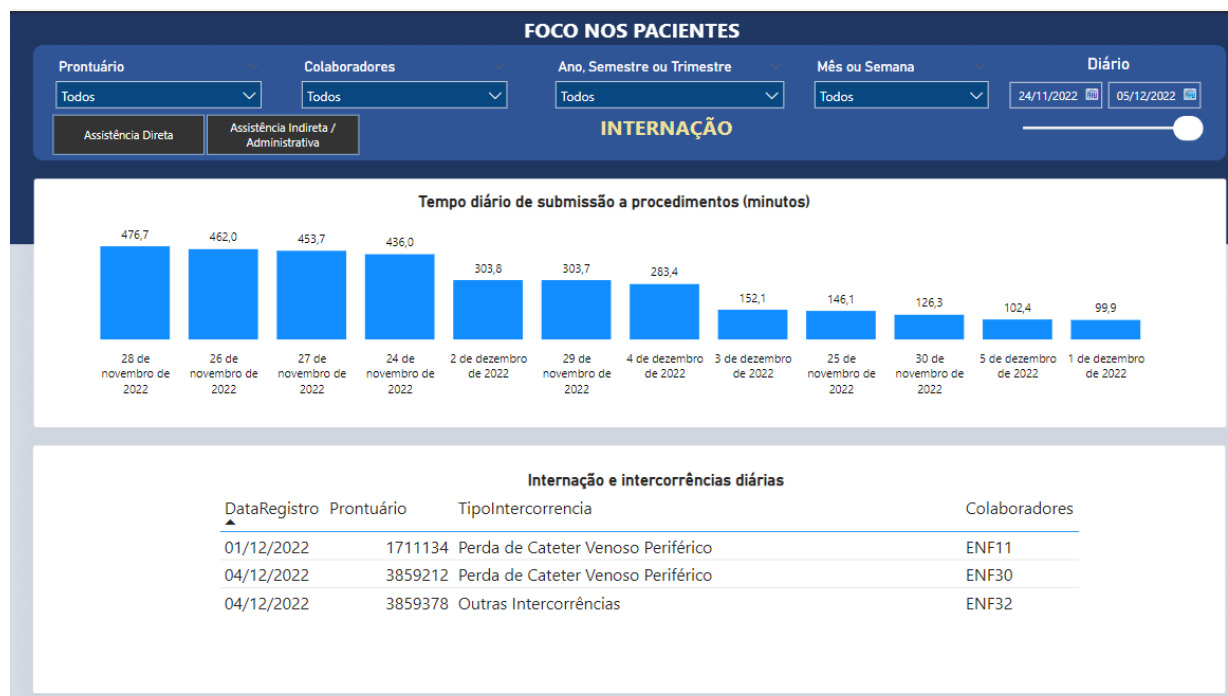 FOCO NOS PACIENTES
Prontuário
Colaboradores
Ano, Semestre ou Trimestre
Mês ou Semana
Diário
Todos
Todos
Todos
Todos
24/11/2022
05/12/2022
Assistência Direta
Assistência Indireta /
Administrativa
INTERNAÇÃO
Tempo diário de submissão a procedimentos (minutos)
476,7
462,0
453,7
436,0
303,8
303,7
283,4
152,1
146,1
126,3
102,4
99,9
28 de
novembro de
2022
26 de
novembro de
2022
27 de
novembro de
2022
24 de
novembro de
2022
2 de dezembro
de 2022
29 de
novembro de
2022
4 de dezembro
de 2022
3 de dezembro
de 2022
25 de
novembro de
2022
30 de
novembro de
2022
5 de dezembro
de 2022
1 de dezembro
de 2022
Internação e intercorrências diárias
DataRegistro Prontuário TipoIntercorrencia Colaboradores
01/12/2022 1711134 Perda de Cateter Venoso Periférico ENF11
04/12/2022 3859212 Perda de Cateter Venoso Periférico ENF30
04/12/2022 3859378 Outras Intercorrências ENF32